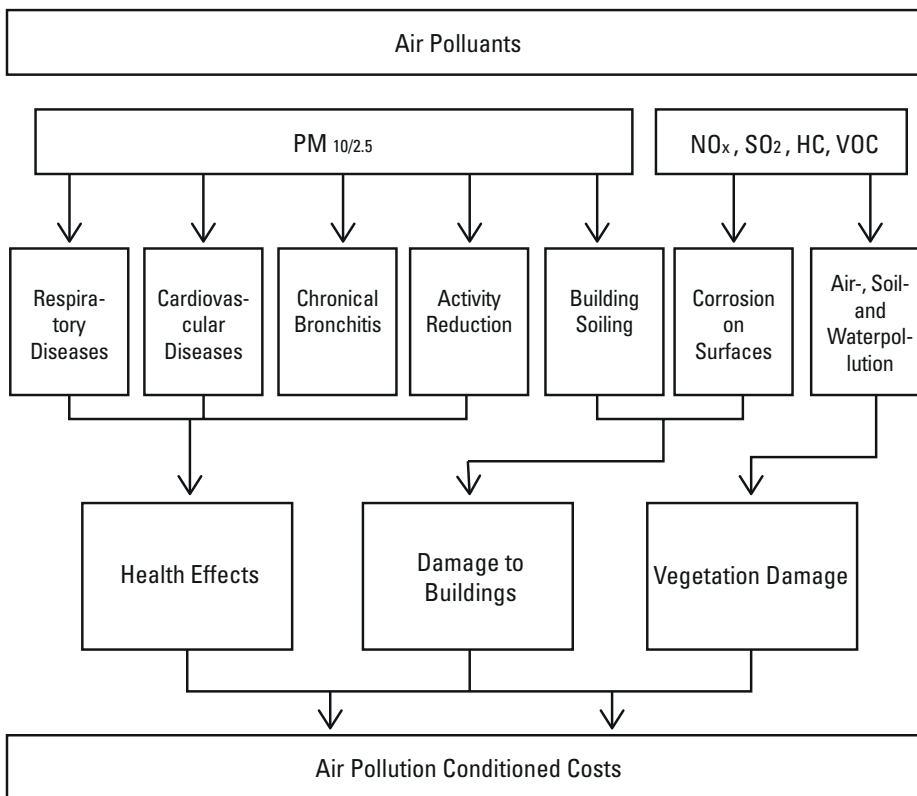 Air Polluants
PM 10/2.5
NOx , SO2 , HC, VOC
Respira-
tory
Diseases
Cardiovas-
cular
Diseases
Chronical
Bronchitis
Activity
Reduction
Building
Soiling
Corrosion
on
Surfaces
Air-, Soil-
and
Waterpol-
lution
Health Effects
Damage to
Buildings
Vegetation Damage
Air Pollution Conditioned Costs